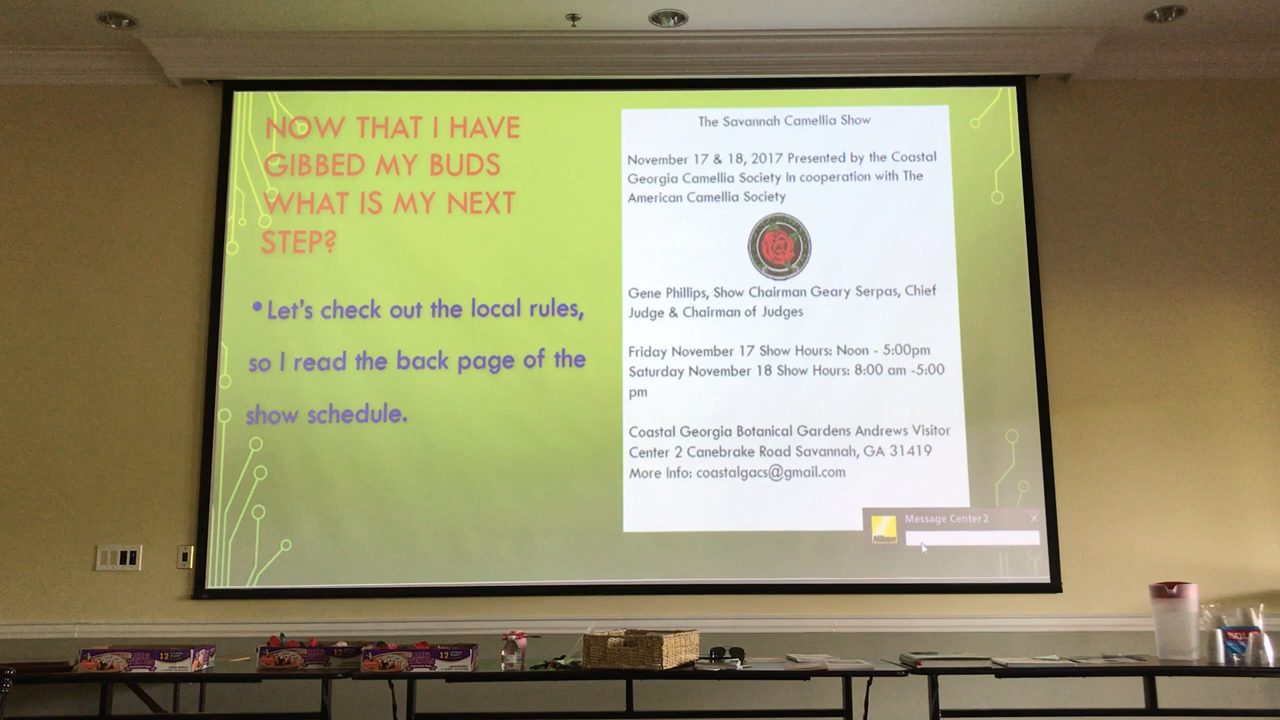 NOW THAT I HAVE
GIBBED MY BUDS
WHAT IS MY NEXT
STEP?
•Let's check out the local rules,
so I read the back page of the
show schedule.
The Savannah Camellia Show
November 17 & 18, 2017 Presented by the Coastal
Georgia Camellia Society In cooperation with The
American Camellia Society
Gene Phillips, Show Chairman Geary Serpas, Chief
Judge & Chairman of Judges
Friday November 17 Show Hours: Noon - 5:00pm
Saturday November 18 Show Hours: 8:00 am -5:00
pm
Coastal Georgia Botanical Gardens Andrews Visitor
Center 2 Canebrake Road Savannah, GA 31419
More Info: coastalgacs@gmail.com
Message Center 2
Nikon
12
12